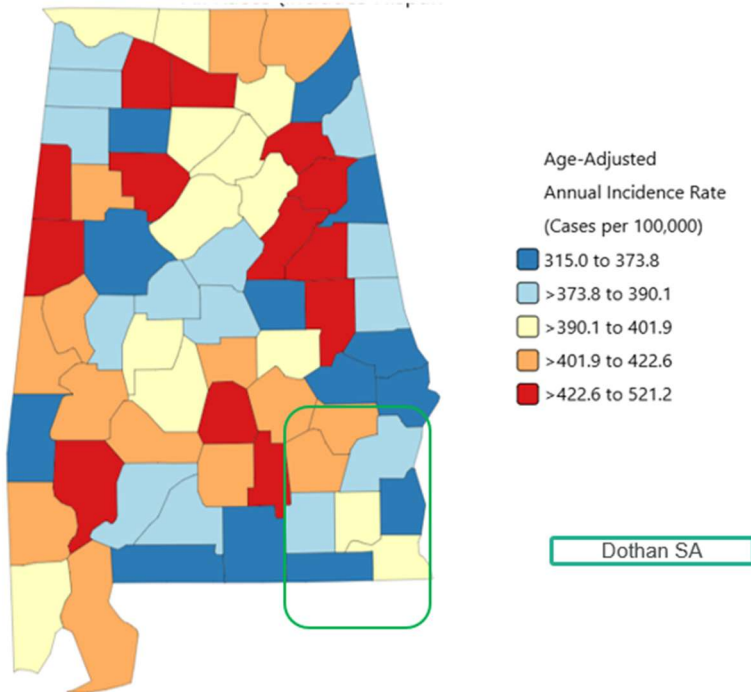 Age-Adjusted
Annual Incidence Rate
(Cases per 100,000)
315.0 to 373.8
>373.8 to 390.1
>390.1 to 401.9
>401.9 to 422.6
>422.6 to 521.2
Dothan SA